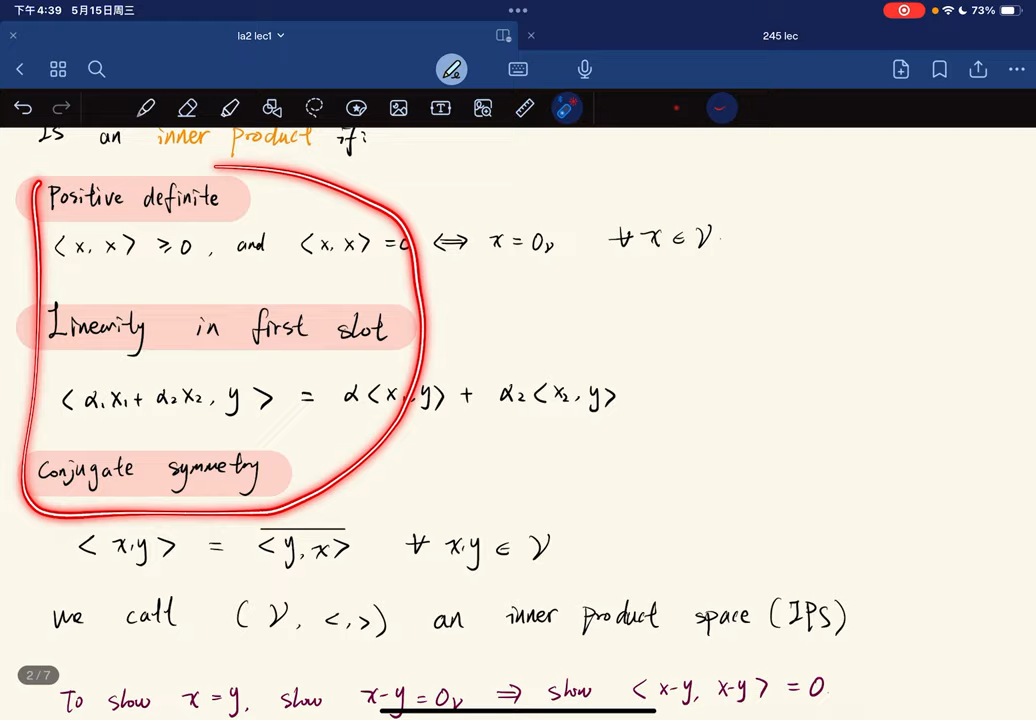 下午4:39 5月15日周三 73%
la2 lec1 245 lec
Is an inner product if:
Positive definite
< x, x > ≥ 0 , and < x, x > = 0 ⟺ x = 0ᵥ ∀ x ∈ V.
Linearity in first slot
< α₁x₁ + α₂x₂ , y > = α<x , y> + α₂<x₂, y>
Conjugate symmetry
< x,y > = \overline{<y, x>} ∀ x,y ∈ V
we call ( V, <,>) an inner product space (IPS)
2 / 7
To show x = y, show x-y = 0ᵥ ⇒ show < x-y, x-y > = 0.